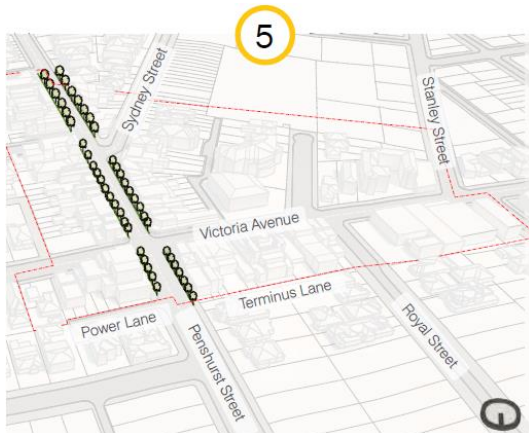 5
Sydney Street
Stanley Street
Victoria Avenue
Terminus Lane
Power Lane
Penshurst Street
Royal Street